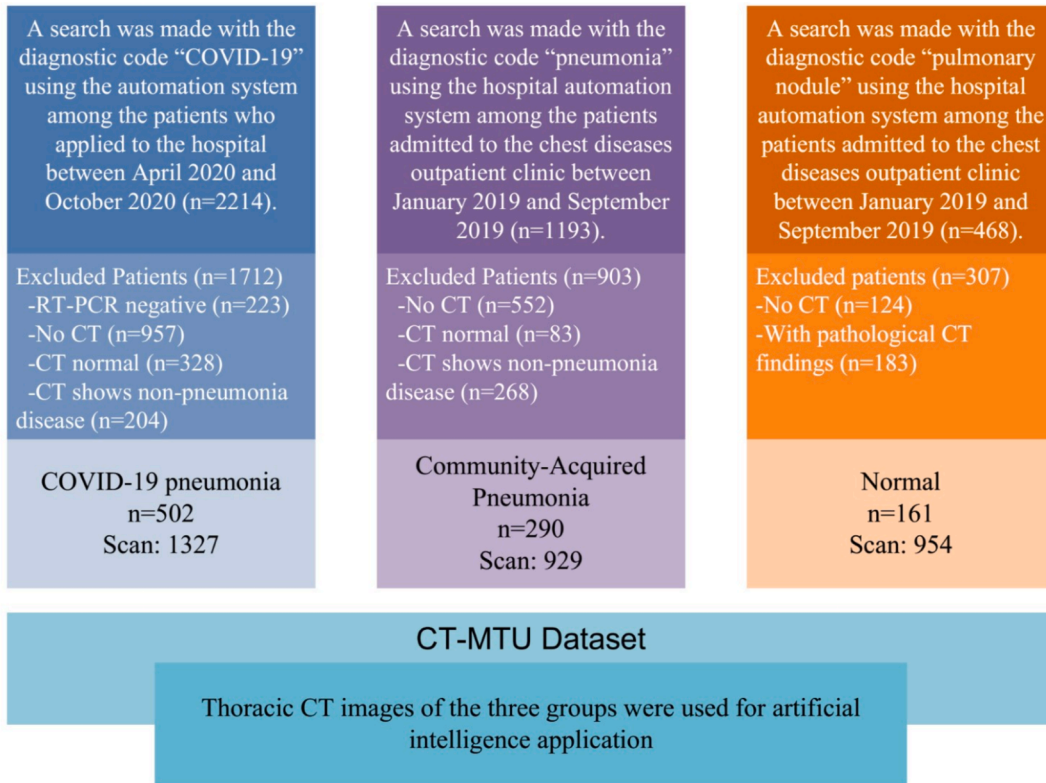 A search was made with the
diagnostic code “COVID-19”
using the automation system
among the patients who
applied to the hospital
between April 2020 and
October 2020 (n=2214).
Excluded Patients (n=1712)
-RT-PCR negative (n=223)
-No CT (n=957)
-CT normal (n=328)
-CT shows non-pneumonia
disease (n=204)
COVID-19 pneumonia
n=502
Scan: 1327
A search was made with the
diagnostic code “pneumonia”
using the hospital automation
system among the patients
admitted to the chest diseases
outpatient clinic between
January 2019 and September
2019 (n=1193).
Excluded Patients (n=903)
-No CT (n=552)
-CT normal (n=83)
-CT shows non-pneumonia
disease (n=268)
Community-Acquired
Pneumonia
n=290
Scan: 929
A search was made with the
diagnostic code “pulmonary
nodule” using the hospital
automation system among the
patients admitted to the chest
diseases outpatient clinic
between January 2019 and
September 2019 (n=468).
Excluded patients (n=307)
-No CT (n=124)
-With pathological CT
findings (n=183)
Normal
n=161
Scan: 954
CT-MTU Dataset
Thoracic CT images of the three groups were used for artificial
intelligence application